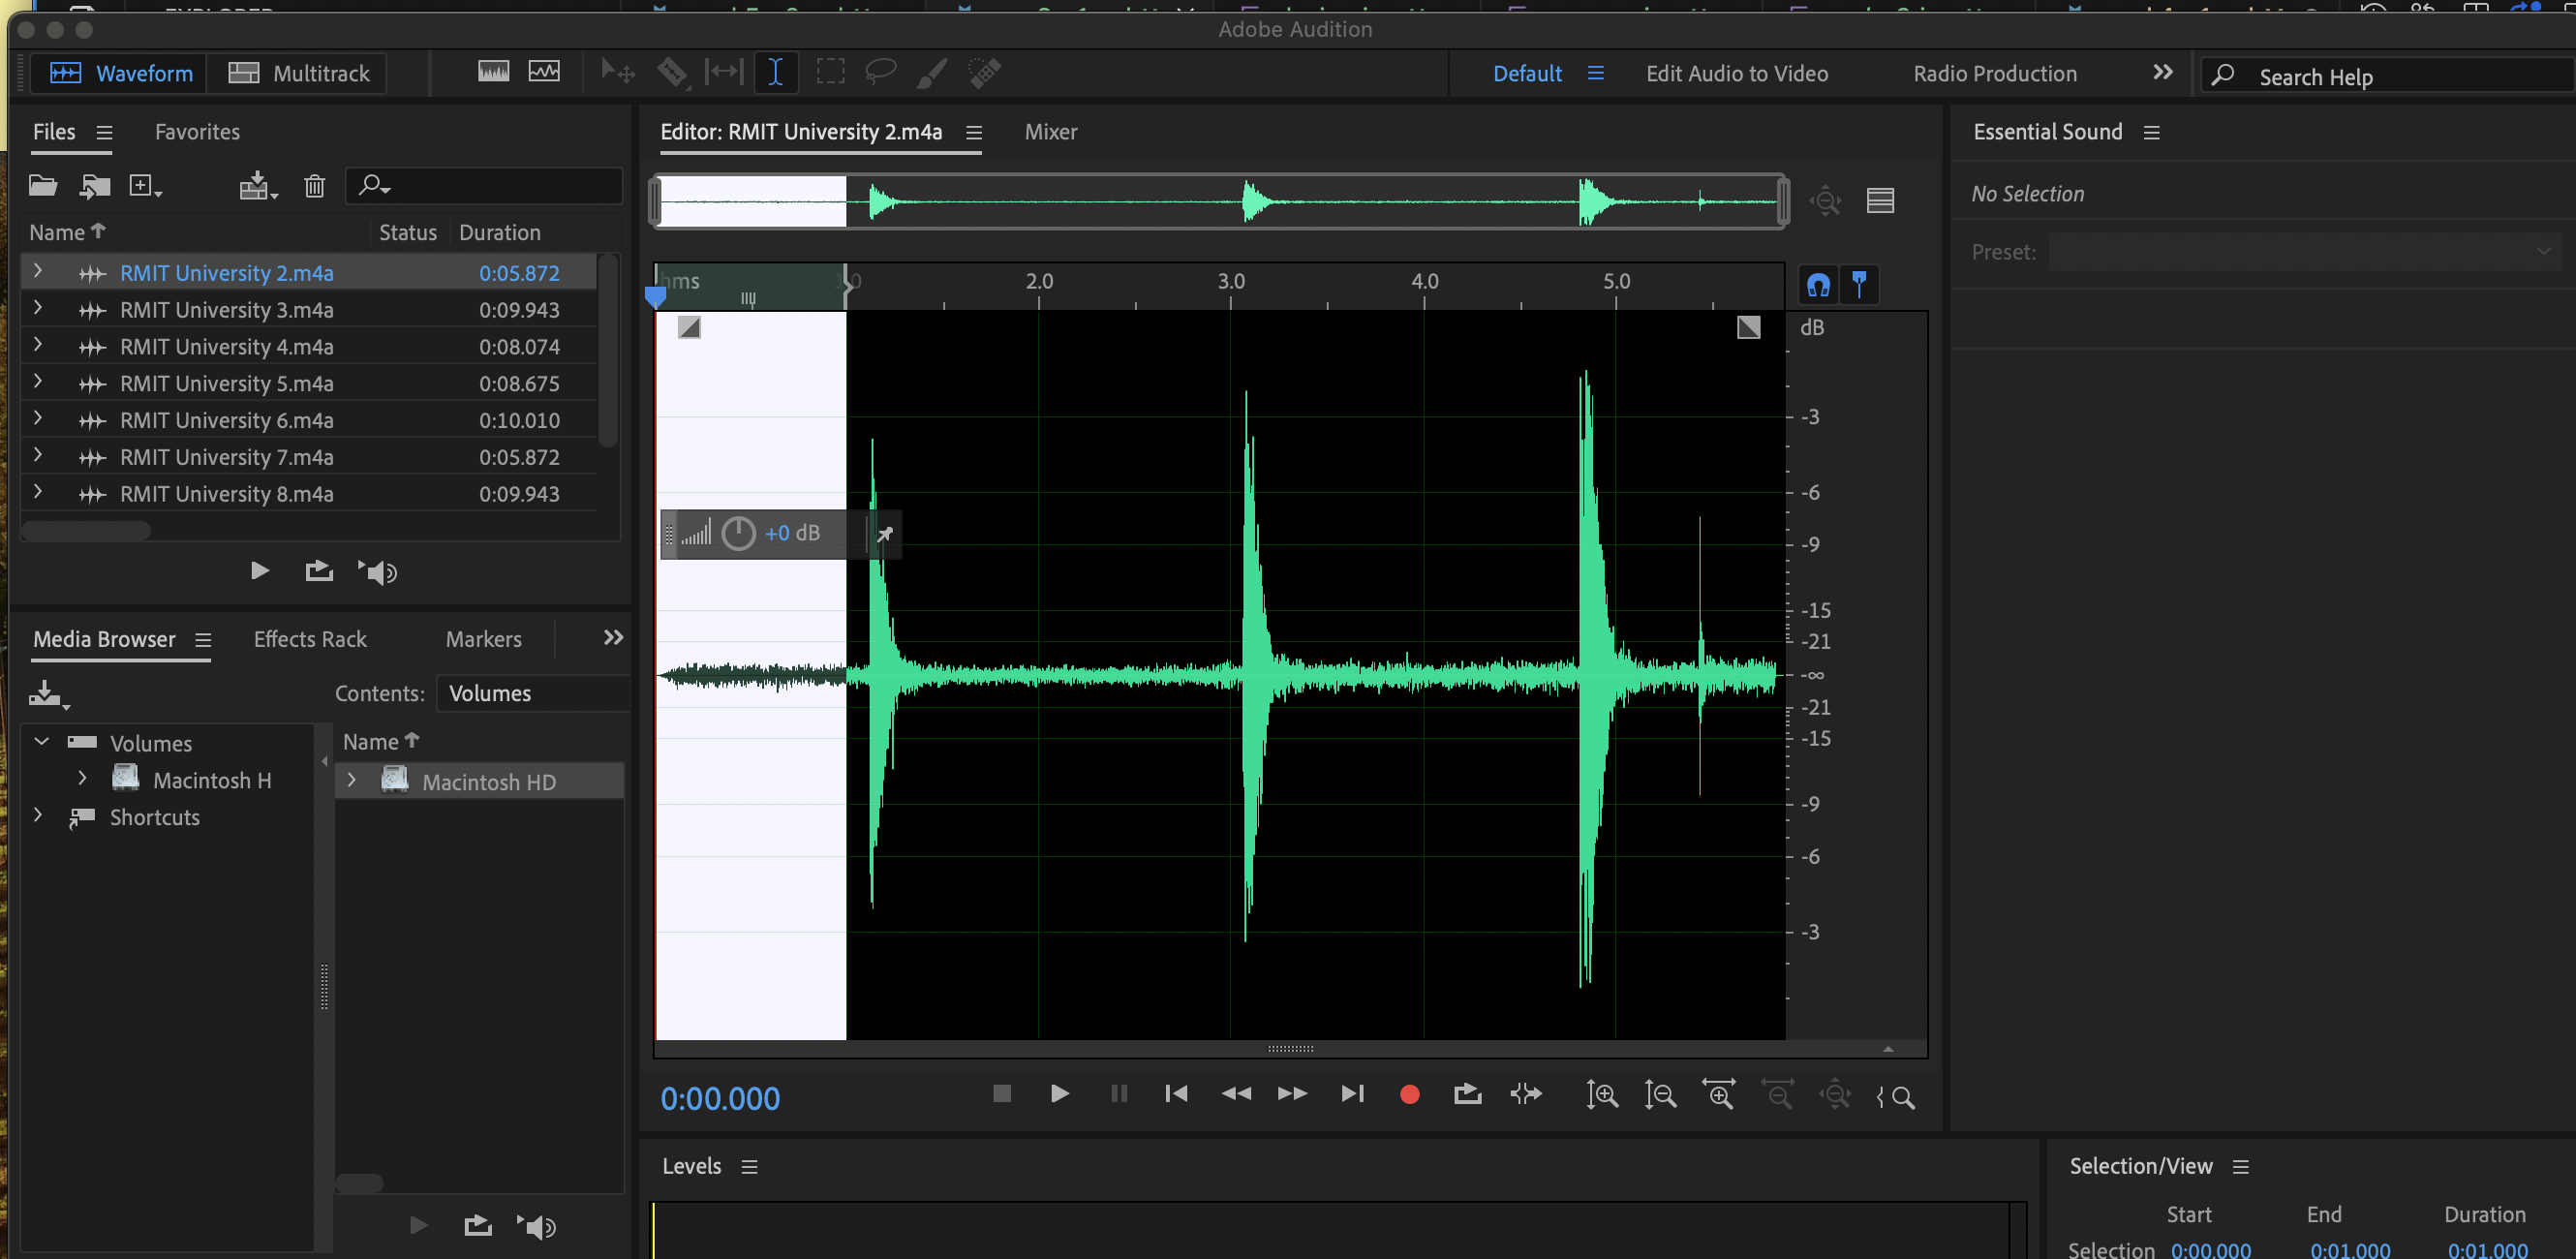 EXPLORER
Adobe Audition
Waveform
Multitrack
Default
Edit Audio to Video
Radio Production
Search Help
Files
Favorites
Name
Status
Duration
RMIT University 2.m4a 0:05.872
RMIT University 3.m4a 0:09.943
RMIT University 4.m4a 0:08.074
RMIT University 5.m4a 0:08.675
RMIT University 6.m4a 0:10.010
RMIT University 7.m4a 0:05.872
RMIT University 8.m4a 0:09.943
Media Browser
Effects Rack
Markers
Contents: Volumes
Volumes
Macintosh H
Shortcuts
Name
Macintosh HD
Editor: RMIT University 2.m4a
Mixer
hms 1.0 2.0 3.0 4.0 5.0
dB
-3
-6
-9
-15
-21
-∞
-21
-15
-9
-6
-3
+0 dB
0:00.000
Levels
Essential Sound
No Selection
Preset:
Selection/View
Start End Duration
Selection 0:00.000 0:01.000 0:01.000